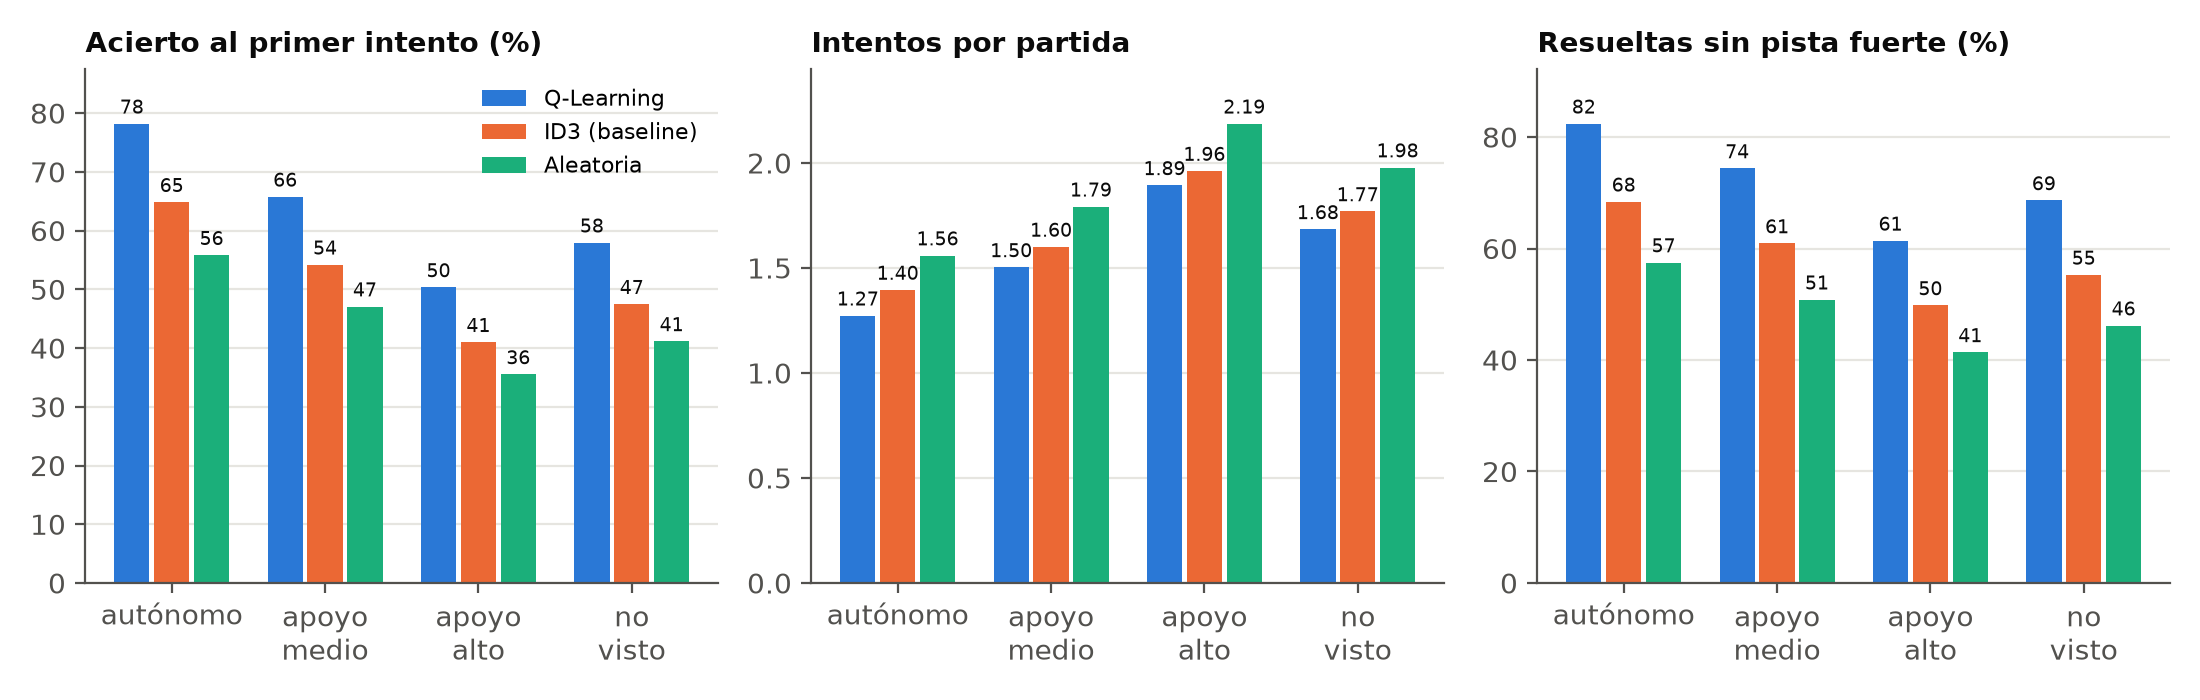 Acierto al primer intento (%)
80
70
60
50
40
30
20
10
0
Q-Learning
ID3 (baseline)
Aleatoria
78
65
56
66
54
47
50
41
36
58
47
41
autónomo
apoyo
medio
apoyo
alto
no
visto
Intentos por partida
2.0
1.5
1.0
0.5
0.0
1.27
1.40
1.56
1.50
1.60
1.79
1.89
1.96
2.19
1.68
1.77
1.98
autónomo
apoyo
medio
apoyo
alto
no
visto
Resueltas sin pista fuerte (%)
80
60
40
20
0
82
68
57
74
61
51
61
50
41
69
55
46
autónomo
apoyo
medio
apoyo
alto
no
visto